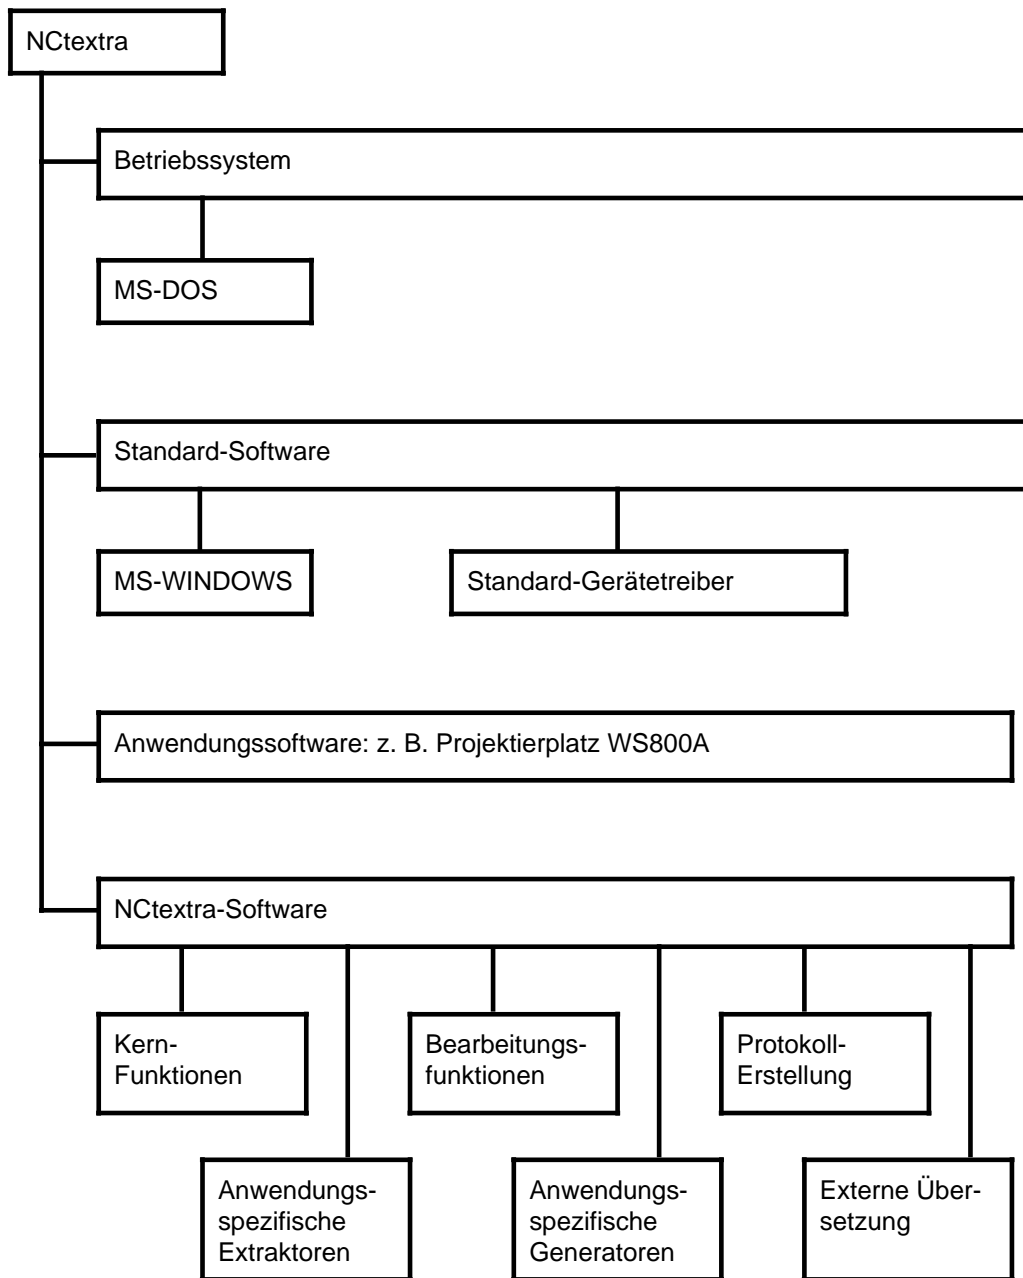 NCtextra
Betriebssystem
MS-DOS
Standard-Software
MS-WINDOWS
Standard-Gerätetreiber
Anwendungssoftware: z. B. Projektierplatz WS800A
NCtextra-Software
Kern-
Funktionen
Bearbeitungs-
funktionen
Protokoll-
Erstellung
Anwendungs-
spezifische
Extraktoren
Anwendungs-
spezifische
Generatoren
Externe Über-
setzung